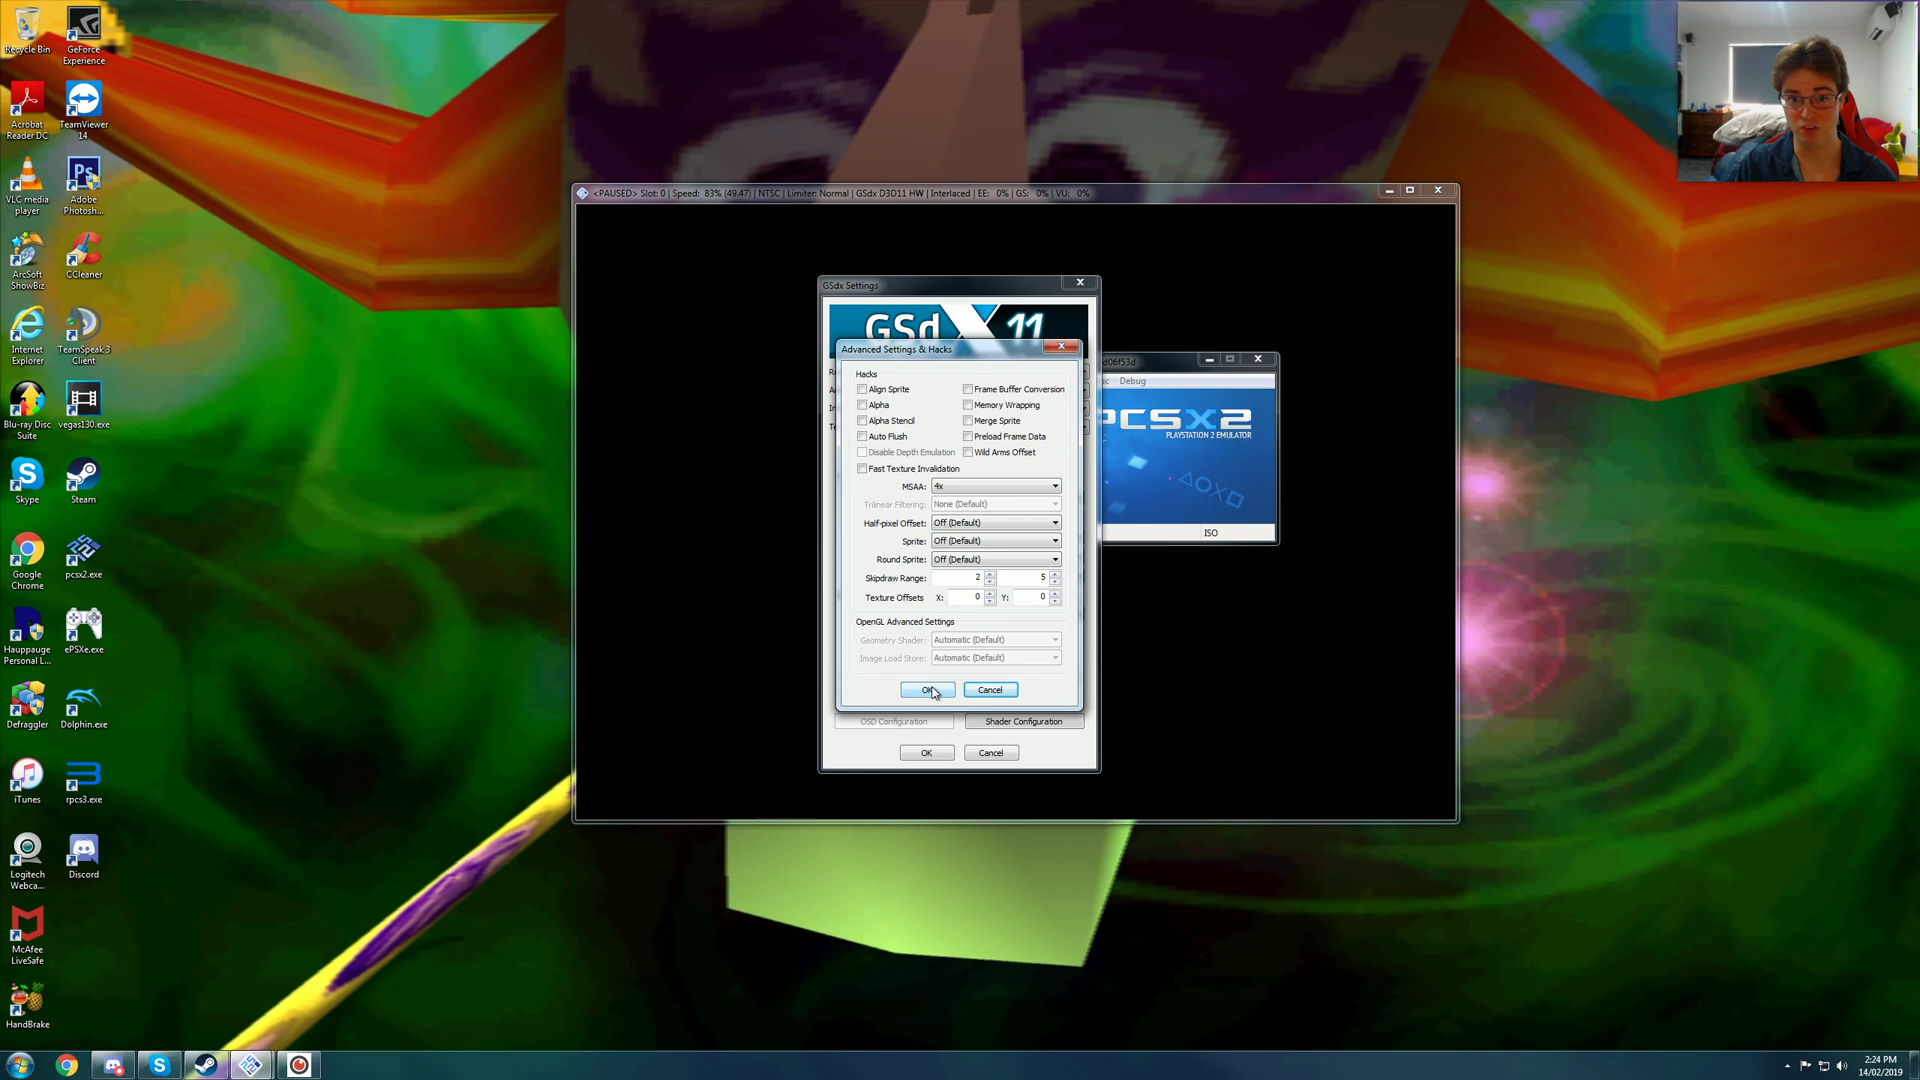 Recycle Bin
GeForce
Experience
Acrobat
Reader DC
TeamViewer
14
VLC media
player
Adobe
Photosh...
ArcSoft
ShowBiz
CCleaner
Internet
Explorer
TeamSpeak 3
Client
Blu-ray Disc
Suite
vegas130.exe
Skype
Steam
Google
Chrome
pcsx2.exe
Hauppauge
Personal L...
ePSXe.exe
Defraggler
Dolphin.exe
iTunes
rpcs3.exe
Logitech
Webca...
Discord
McAfee
LiveSafe
HandBrake
<PAUSED> Slot: 0 | Speed: 83% (49.47) | NTSC | Limiter: Normal | GSdx D3D11 HW | Interlaced | EE: 0% | GS: 0% | VU: 0%
GSdx Settings
GSdX 11
Advanced Settings & Hacks
Hacks
Align Sprite
Frame Buffer Conversion
Alpha
Memory Wrapping
Alpha Stencil
Merge Sprite
Auto Flush
Preload Frame Data
Disable Depth Emulation
Wild Arms Offset
Fast Texture Invalidation
MSAA: 4x
Trilinear Filtering: None (Default)
Half-pixel Offset: Off (Default)
Sprite: Off (Default)
Round Sprite: Off (Default)
Skipdraw Range: 2 5
Texture Offsets X: 0 Y: 0
OpenGL Advanced Settings
Geometry Shader: Automatic (Default)
Image Load Store: Automatic (Default)
OK Cancel
OSD Configuration
Shader Configuration
OK Cancel
d06f53d
Debug
PCSX2
PLAYSTATION 2 EMULATOR
ISO
2:24 PM
14/02/2019